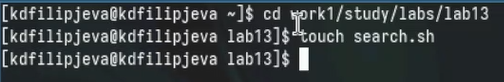 [kdfilipjeva@kdfilipjeva ~]$ cd work1/study/labs/lab13
[kdfilipjeva@kdfilipjeva lab13]$ touch search.sh
[kdfilipjeva@kdfilipjeva lab13]$